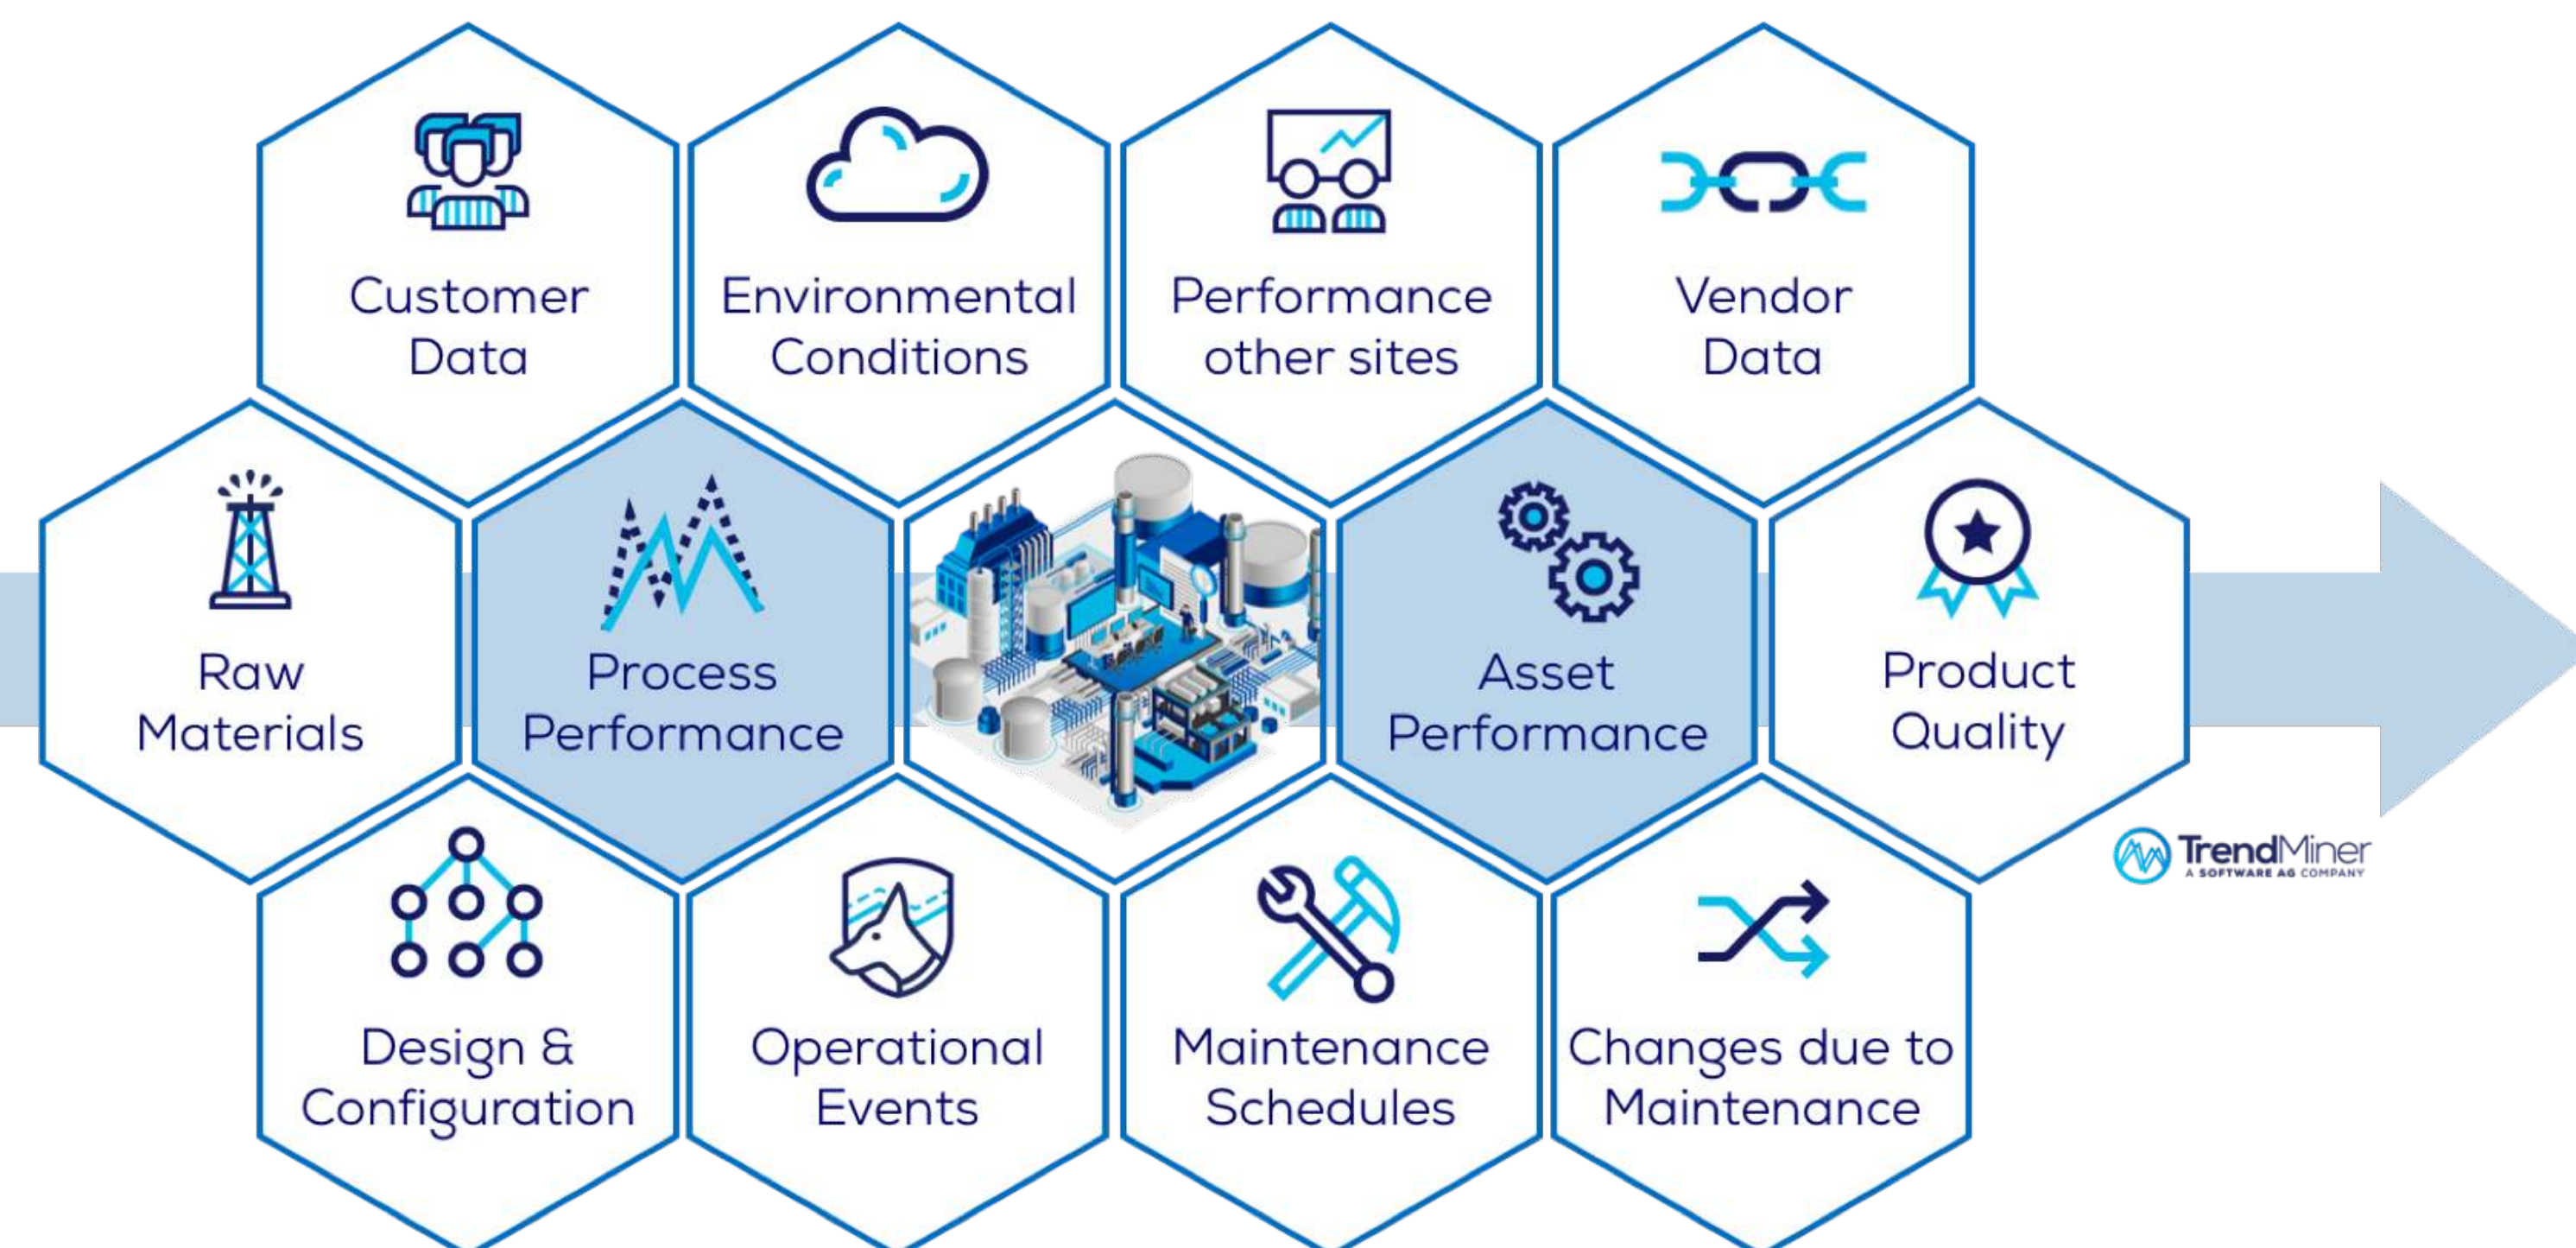 Customer
Data
Environmental
Conditions
Performance
other sites
Vendor
Data
Raw
Materials
Process
Performance
Asset
Performance
Product
Quality
TrendMiner
A SOFTWARE AG COMPANY
Design &
Configuration
Operational
Events
Maintenance
Schedules
Changes due to
Maintenance